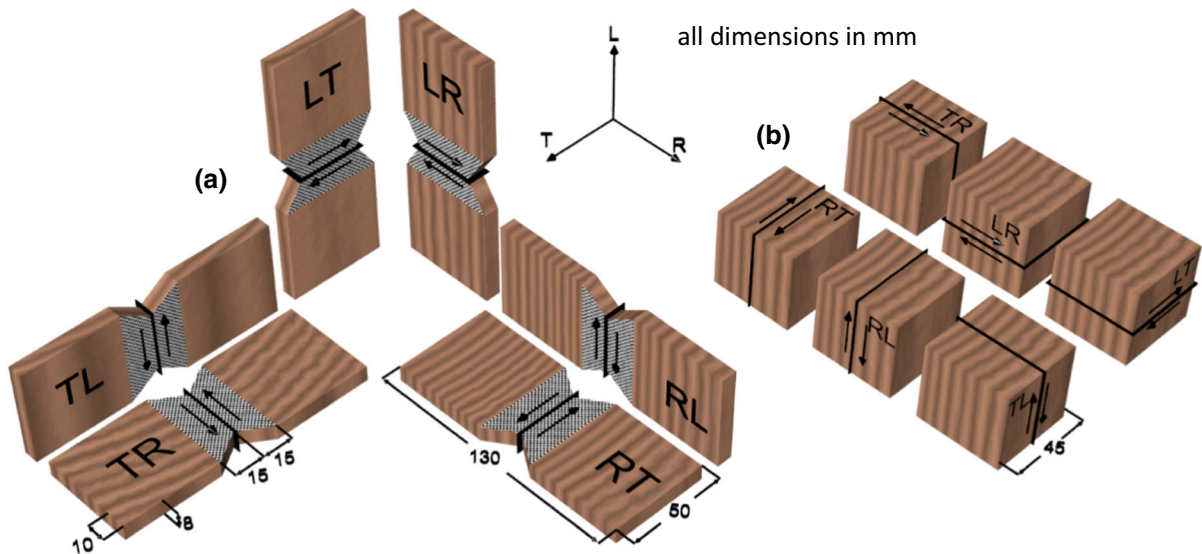 all dimensions in mm
L
T
R
(a)
(b)
LT
LR
TL
TR
RL
RT
15
15
10
8
130
50
TR
RT
LR
LT
RL
TL
45